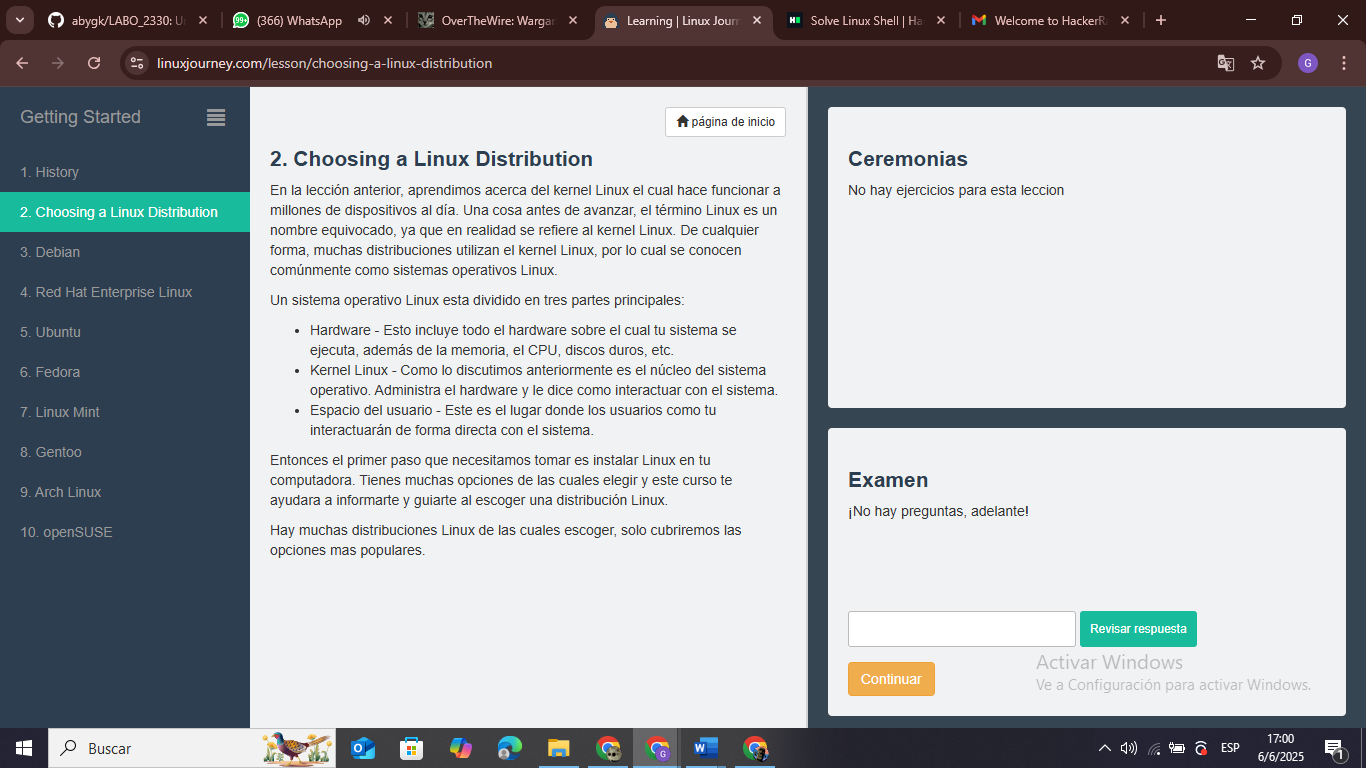 abygk/LABO_2330: U
(366) WhatsApp
OverTheWire: Wargar
Learning | Linux Journ
Solve Linux Shell | Ha
Welcome to HackerR
linuxjourney.com/lesson/choosing-a-linux-distribution
G
Getting Started
1. History
2. Choosing a Linux Distribution
3. Debian
4. Red Hat Enterprise Linux
5. Ubuntu
6. Fedora
7. Linux Mint
8. Gentoo
9. Arch Linux
10. openSUSE
página de inicio
2. Choosing a Linux Distribution
En la lección anterior, aprendimos acerca del kernel Linux el cual hace funcionar a
millones de dispositivos al día. Una cosa antes de avanzar, el término Linux es un
nombre equivocado, ya que en realidad se refiere al kernel Linux. De cualquier
forma, muchas distribuciones utilizan el kernel Linux, por lo cual se conocen
comúnmente como sistemas operativos Linux.
Un sistema operativo Linux esta dividido en tres partes principales:
• Hardware - Esto incluye todo el hardware sobre el cual tu sistema se
ejecuta, además de la memoria, el CPU, discos duros, etc.
• Kernel Linux - Como lo discutimos anteriormente es el núcleo del sistema
operativo. Administra el hardware y le dice como interactuar con el sistema.
• Espacio del usuario - Este es el lugar donde los usuarios como tu
interactuarán de forma directa con el sistema.
Entonces el primer paso que necesitamos tomar es instalar Linux en tu
computadora. Tienes muchas opciones de las cuales elegir y este curso te
ayudara a informarte y guiarte al escoger una distribución Linux.
Hay muchas distribuciones Linux de las cuales escoger, solo cubriremos las
opciones mas populares.
Ceremonias
No hay ejercicios para esta leccion
Examen
¡No hay preguntas, adelante!
Revisar respuesta
Continuar
Activar Windows
Ve a Configuración para activar Windows.
Buscar
ESP
17:00
6/6/2025
1